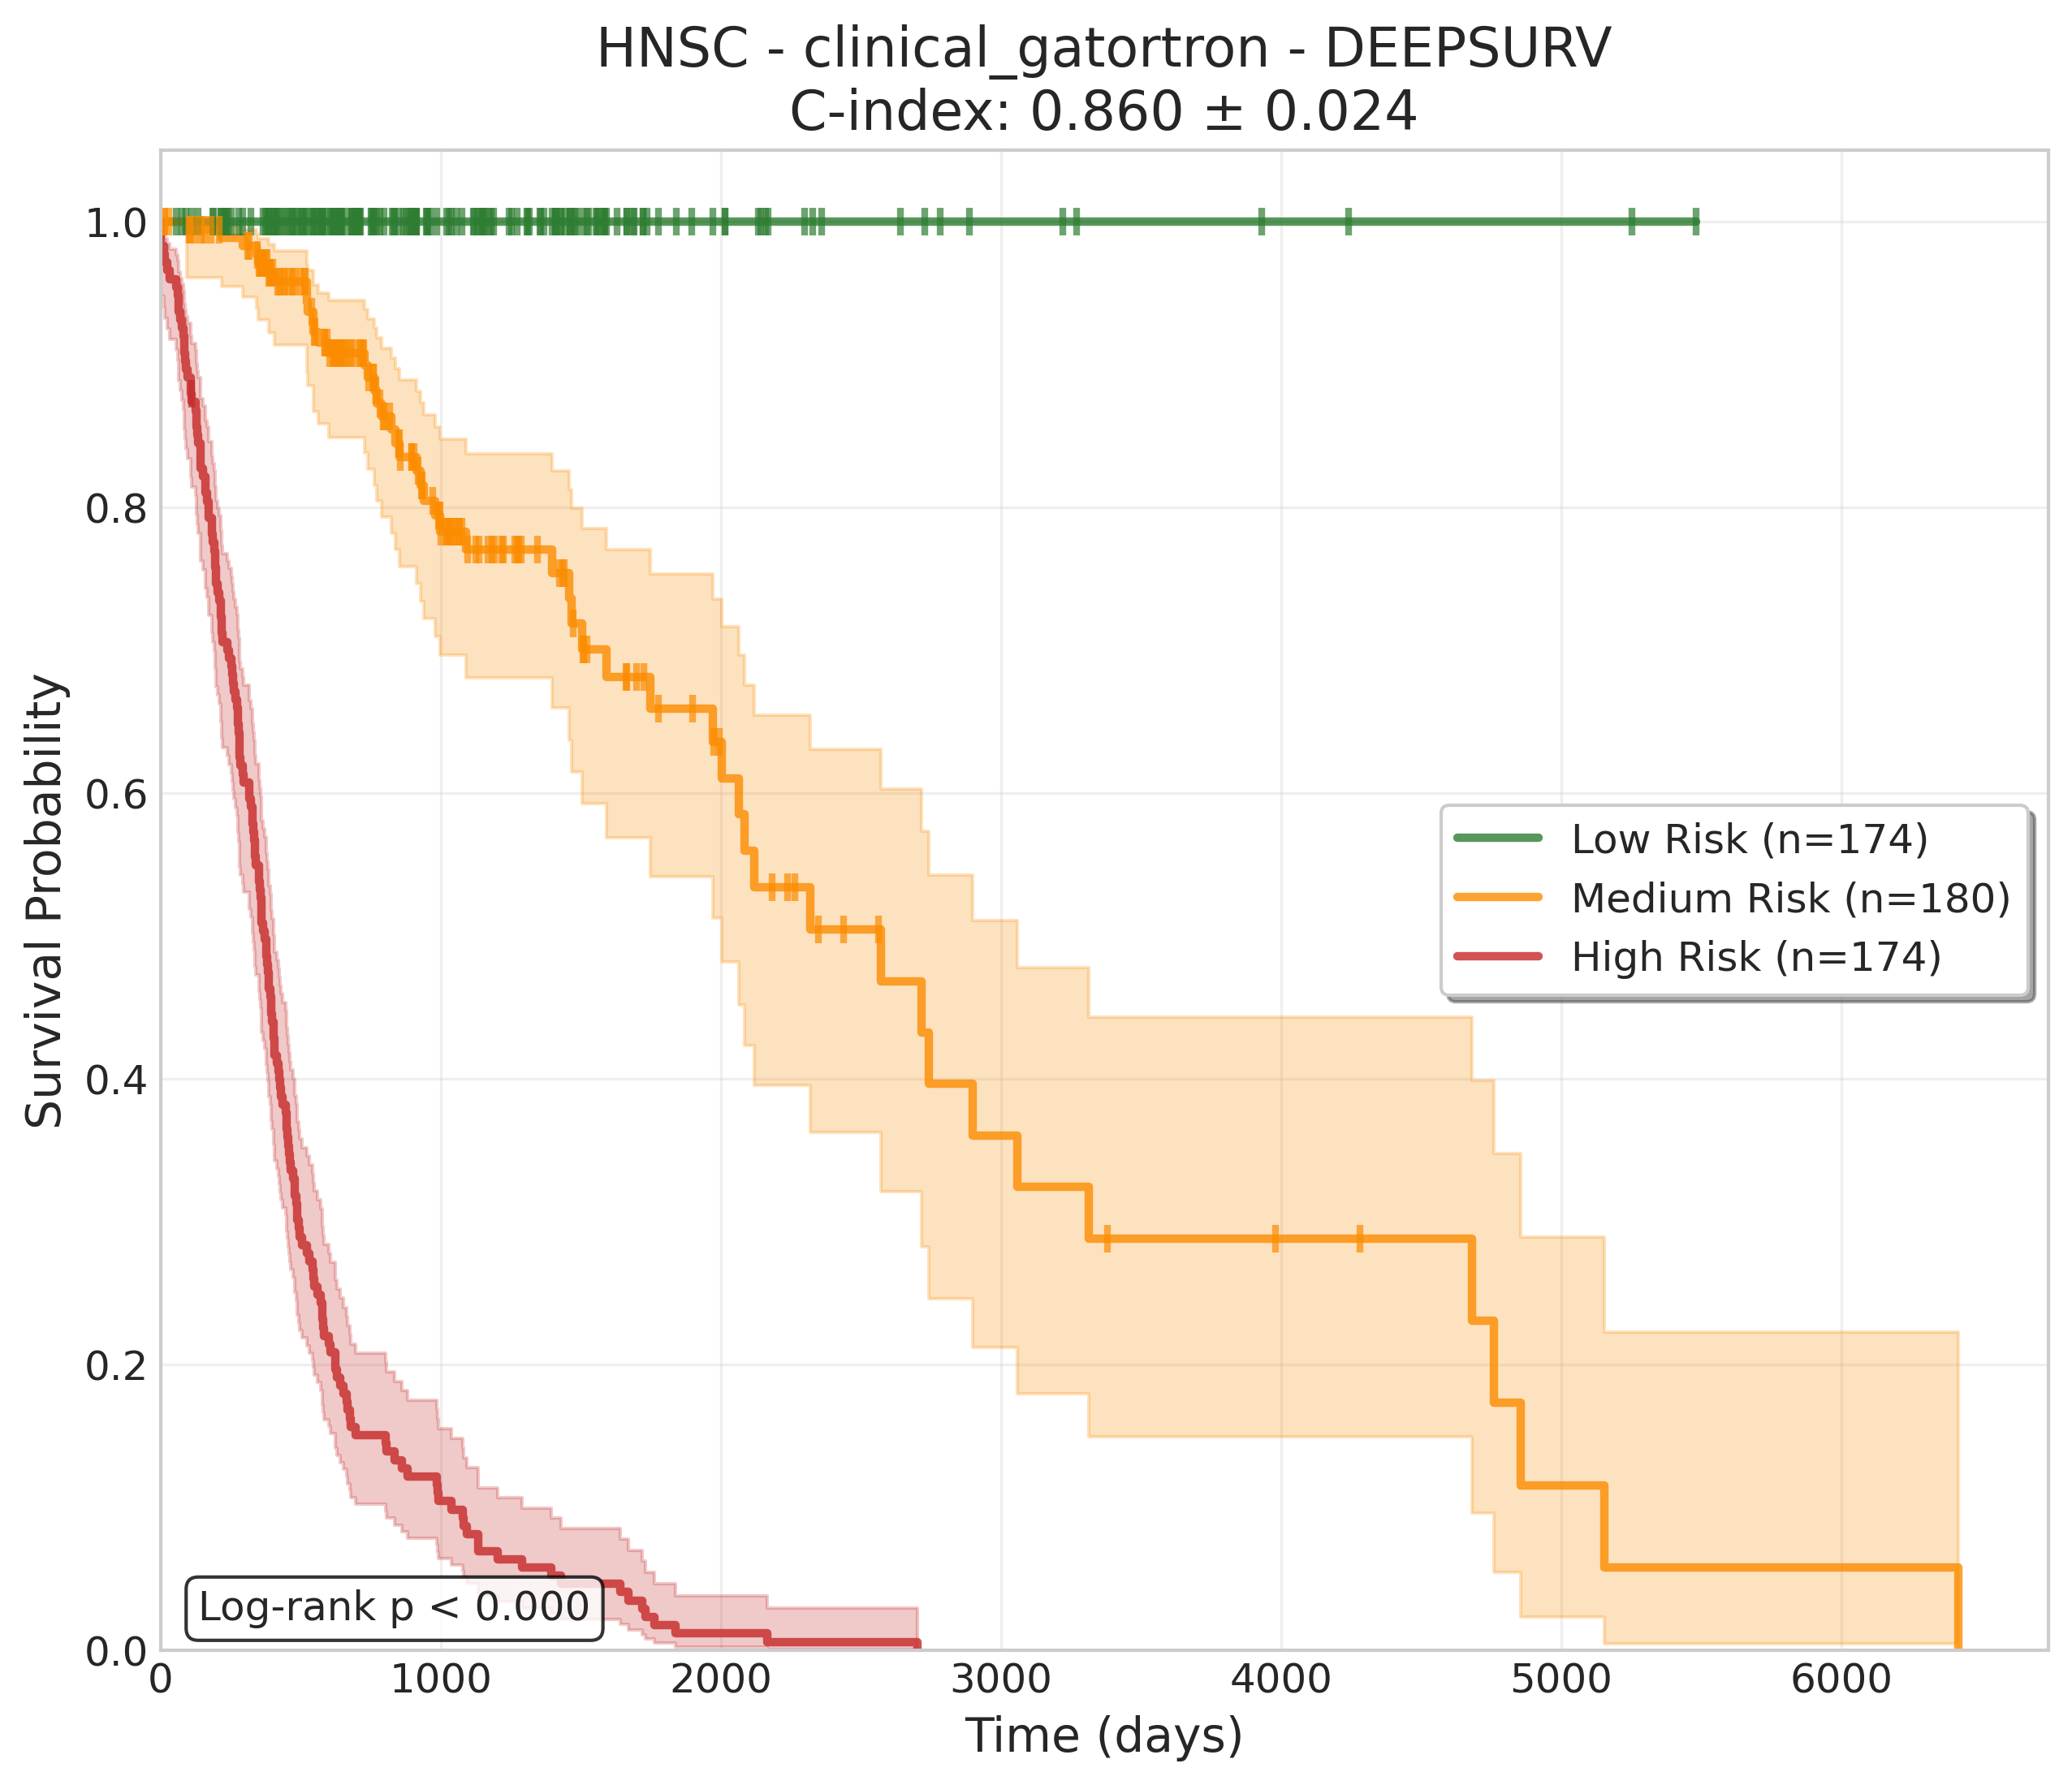 HNSC - clinical_gatortron - DEEPSURV
C-index: 0.860 ± 0.024
Survival Probability
1.0
0.8
0.6
0.4
0.2
0.0
Low Risk (n=174)
Medium Risk (n=180)
High Risk (n=174)
Log-rank p < 0.000
0 1000 2000 3000 4000 5000 6000
Time (days)